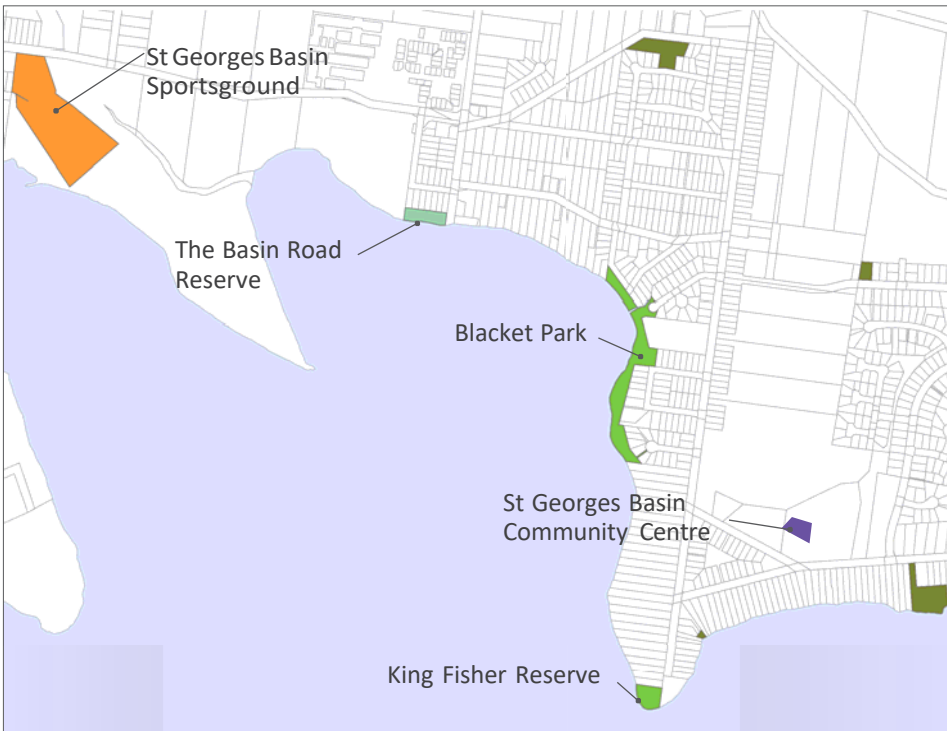 St Georges Basin
Sportsground
The Basin Road
Reserve
Blacket Park
St Georges Basin
Community Centre
King Fisher Reserve